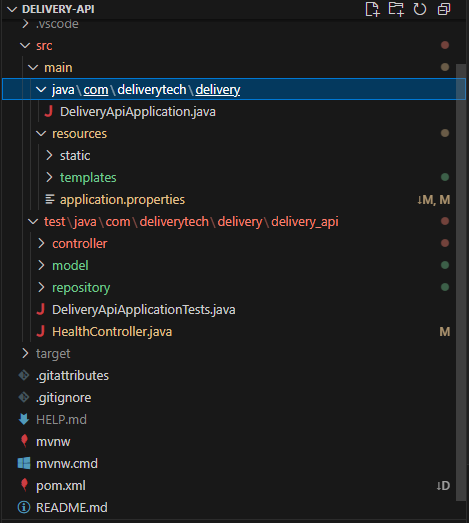 DELIVERY-API
.vscode
src
main
java\com\deliverytech\delivery
DeliveryApiApplication.java
resources
static
templates
application.properties ↓M, M
test\java\com\deliverytech\delivery\delivery_api
controller
model
repository
DeliveryApiApplicationTests.java
HealthController.java M
target
.gitattributes
.gitignore
HELP.md
mvnw
mvnw.cmd
pom.xml ↓D
README.md